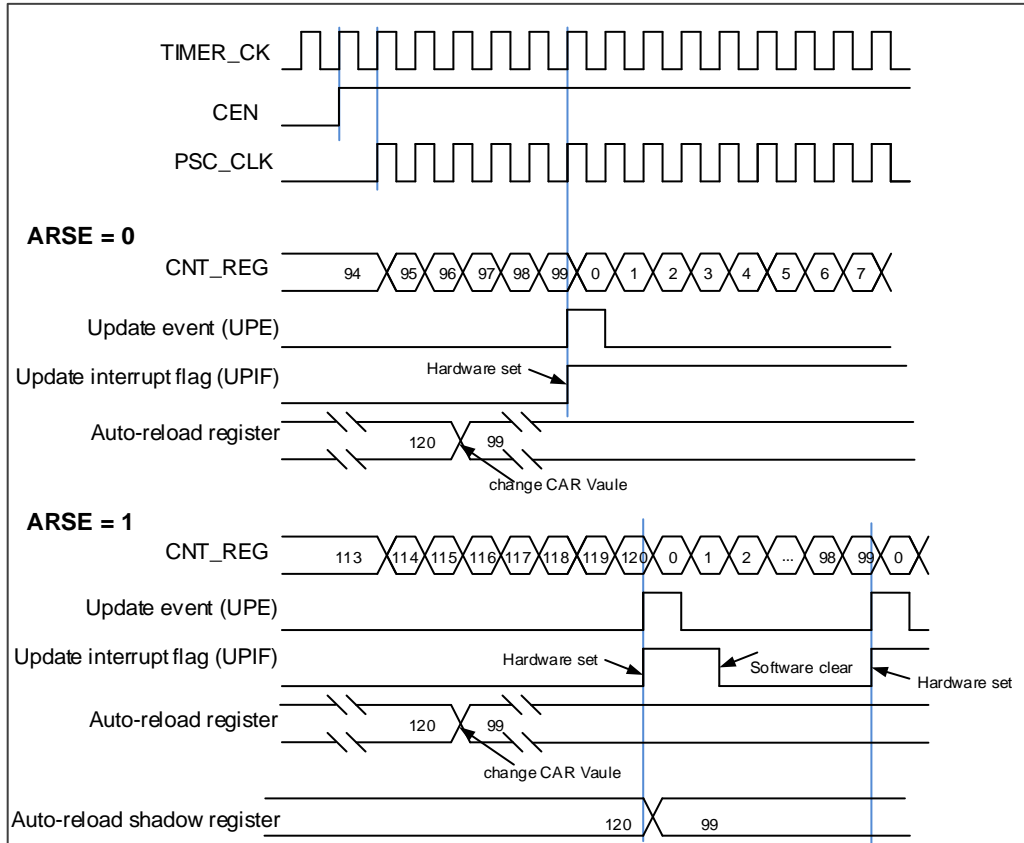 TIMER_CK
CEN
PSC_CLK
ARSE = 0
CNT_REG 94 95 96 97 98 99 0 1 2 3 4 5 6 7
Update event (UPE)
Update interrupt flag (UPIF) Hardware set
Auto-reload register 120 99
change CAR Vaule
ARSE = 1
CNT_REG 113 114 115 116 117 118 119 120 0 1 2 ... 98 99 0
Update event (UPE)
Update interrupt flag (UPIF) Hardware set Software clear Hardware set
Auto-reload register 120 99
change CAR Vaule
Auto-reload shadow register 120 99